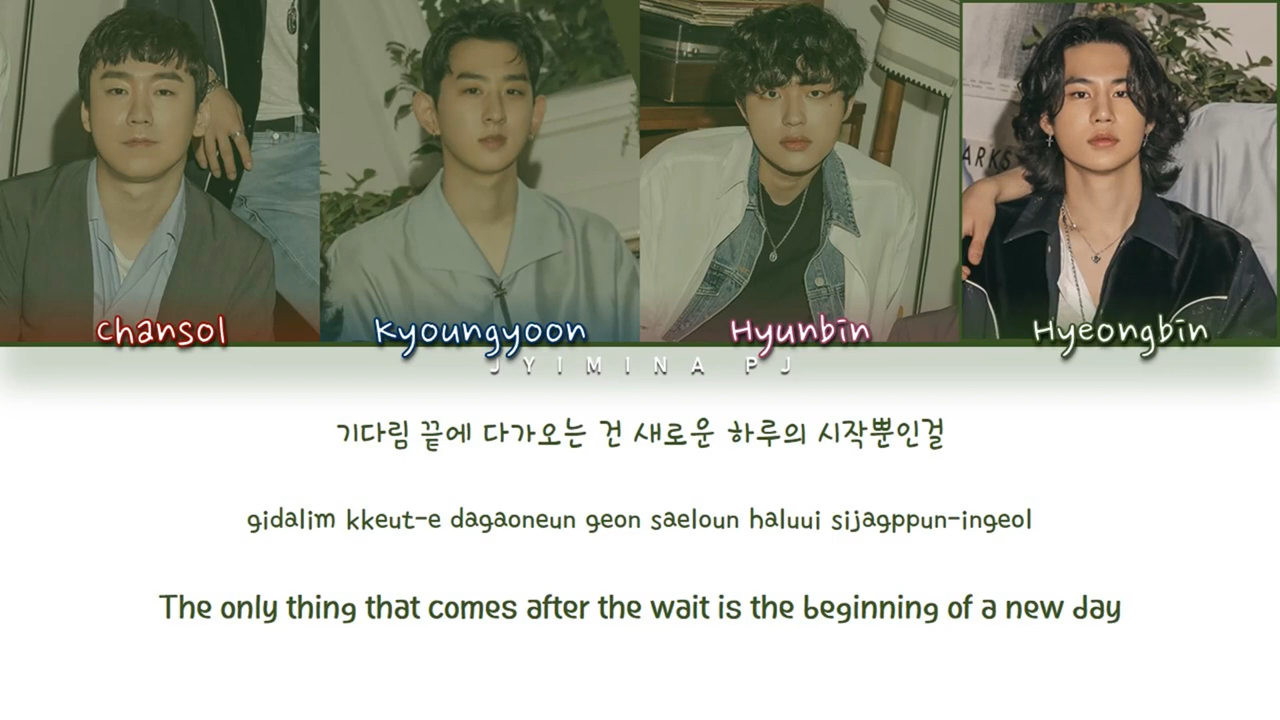 ARKS
Chansol
Kyoungyoon
Hyunbin
Hyeongbin
JYIMINA PJ
기다림 끝에 다가오는 건 새로운 하루의 시작뿐인걸
gidalim kkeut-e dagaoneun geon saeloun haluui sijagppun-ingeol
The only thing that comes after the wait is the beginning of a new day